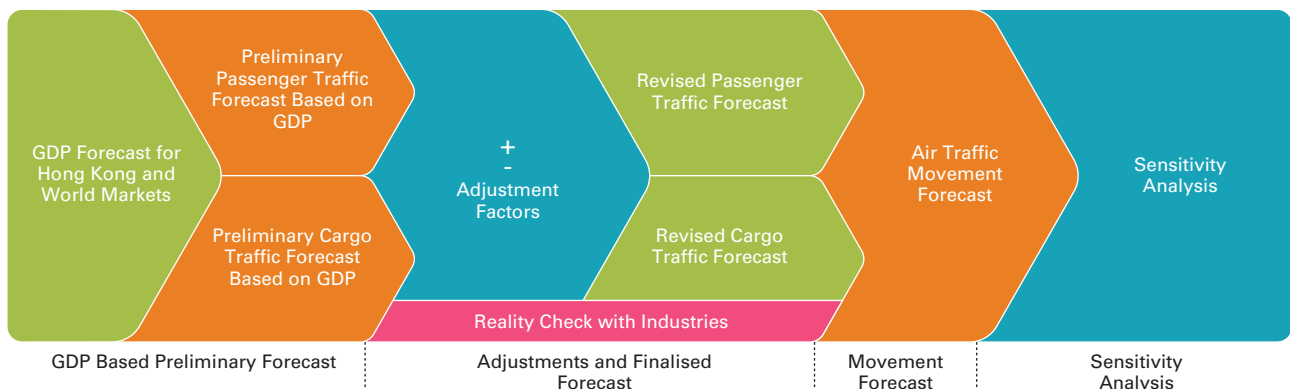 GDP Forecast for
Hong Kong and
World Markets
Preliminary
Passenger Traffic
Forecast Based on
GDP
Preliminary Cargo
Traffic Forecast
Based on GDP
+
-
Adjustment
Factors
Revised Passenger
Traffic Forecast
Revised Cargo
Traffic Forecast
Reality Check with Industries
Air Traffic
Movement
Forecast
Sensitivity
Analysis
GDP Based Preliminary Forecast
Adjustments and Finalised
Forecast
Movement
Forecast
Sensitivity
Analysis